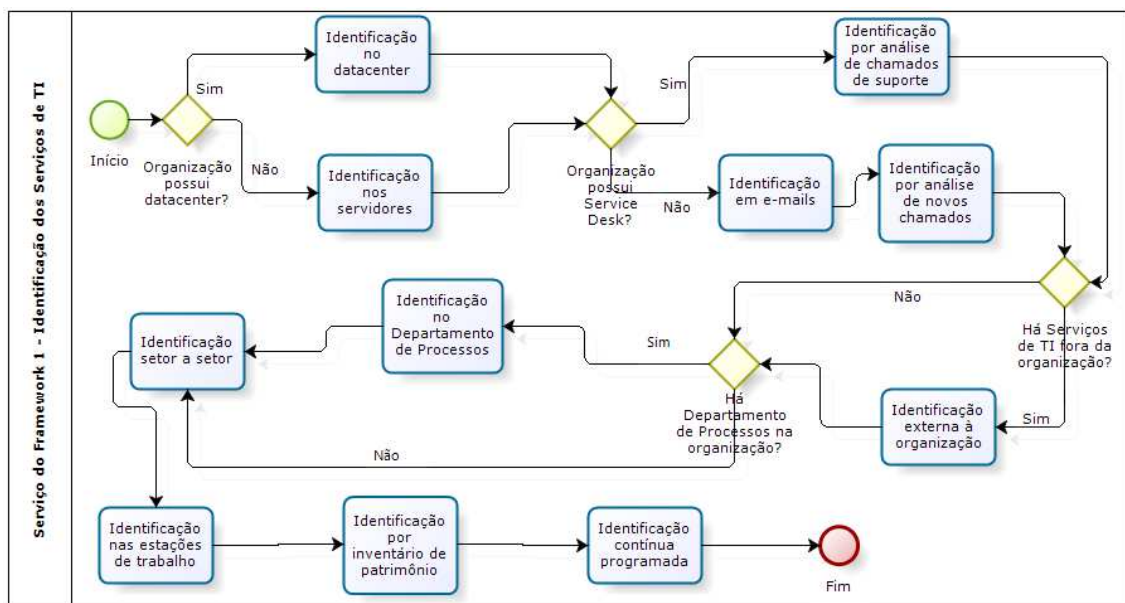 Serviço do Framework 1 - Identificação dos Serviços de TI
Início
Organização
possui
datacenter?
Sim
Não
Identificação
no
datacenter
Identificação
nos
servidores
Organização
possui
Service
Desk?
Sim
Não
Identificação
por análise
de chamados
de suporte
Identificação
em e-mails
Identificação
por análise
de novos
chamados
Há Serviços
de TI fora da
organização?
Não
Sim
Identificação
externa à
organização
Há
Departamento
de Processos na
organização?
Sim
Não
Identificação
no
Departamento
de Processos
Identificação
setor a setor
Identificação
nas estações
de trabalho
Identificação
por
inventário de
patrimônio
Identificação
contínua
programada
Fim